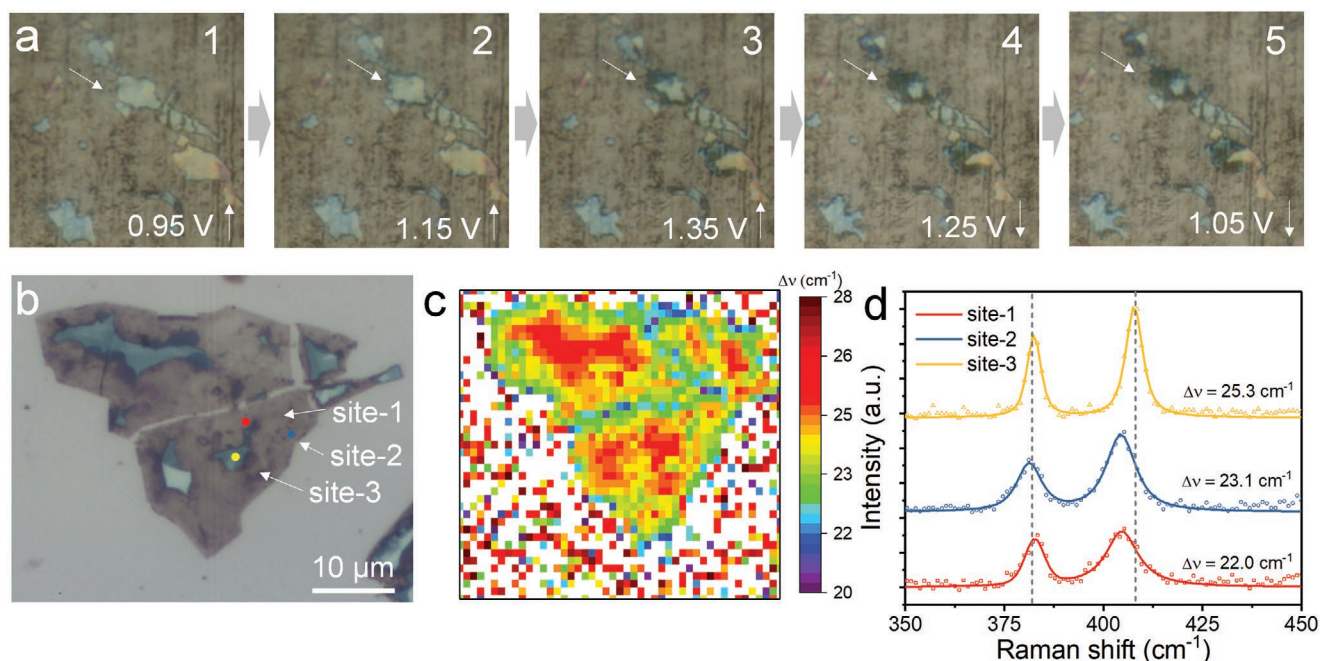 a
1
2
3
4
5
0.95 V
1.15 V
1.35 V
1.25 V
1.05 V
b
site-1
site-2
site-3
10 μm
c
Δν (cm⁻¹)
28
26
25
23
22
20
d
site-1
site-2
site-3
Δν = 25.3 cm⁻¹
Δν = 23.1 cm⁻¹
Δν = 22.0 cm⁻¹
Intensity (a.u.)
350
375
400
425
450
Raman shift (cm⁻¹)